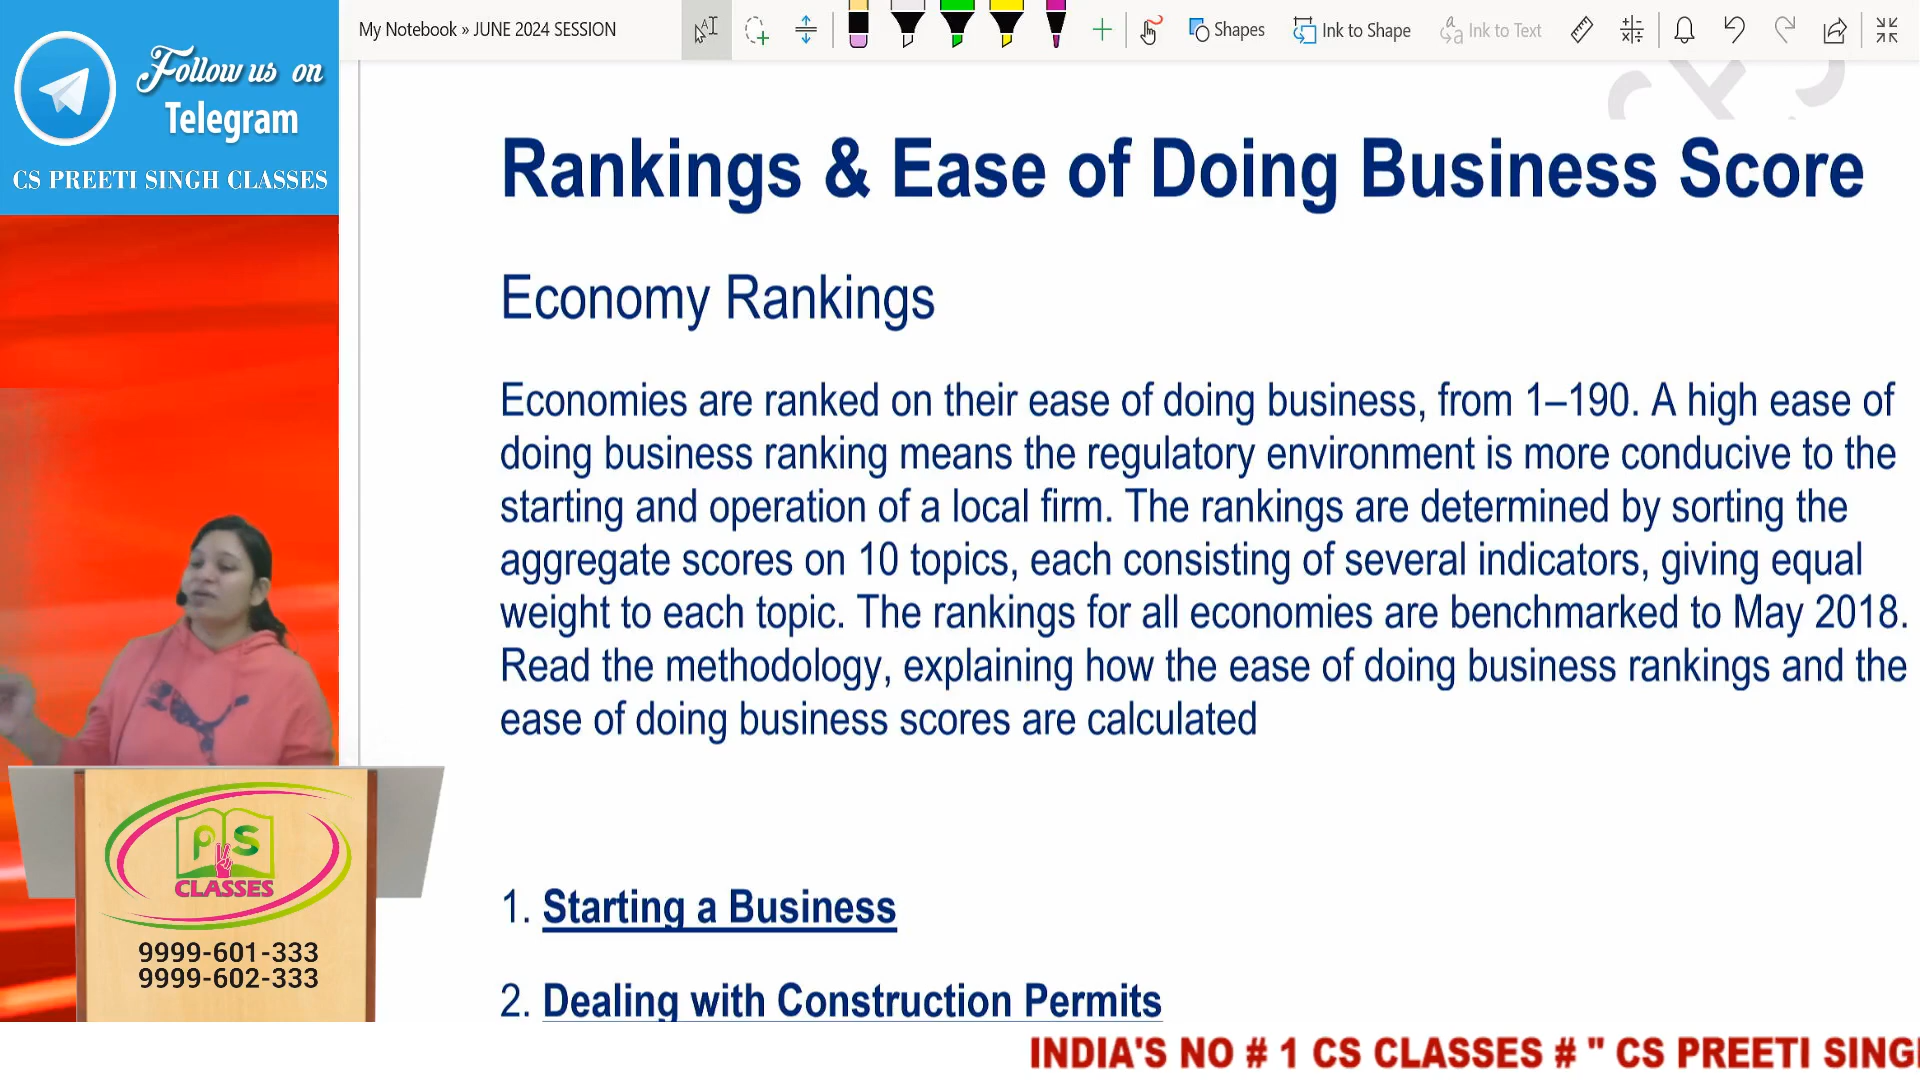 Follow us on
Telegram
CS PREETI SINGH CLASSES
My Notebook » JUNE 2024 SESSION
Shapes
Ink to Shape
Ink to Text
Rankings & Ease of Doing Business Score
Economy Rankings
Economies are ranked on their ease of doing business, from 1–190. A high ease of
doing business ranking means the regulatory environment is more conducive to the
starting and operation of a local firm. The rankings are determined by sorting the
aggregate scores on 10 topics, each consisting of several indicators, giving equal
weight to each topic. The rankings for all economies are benchmarked to May 2018.
Read the methodology, explaining how the ease of doing business rankings and the
ease of doing business scores are calculated
1. Starting a Business
2. Dealing with Construction Permits
PS
CLASSES
9999-601-333
9999-602-333
INDIA'S NO # 1 CS CLASSES # " CS PREETI SING